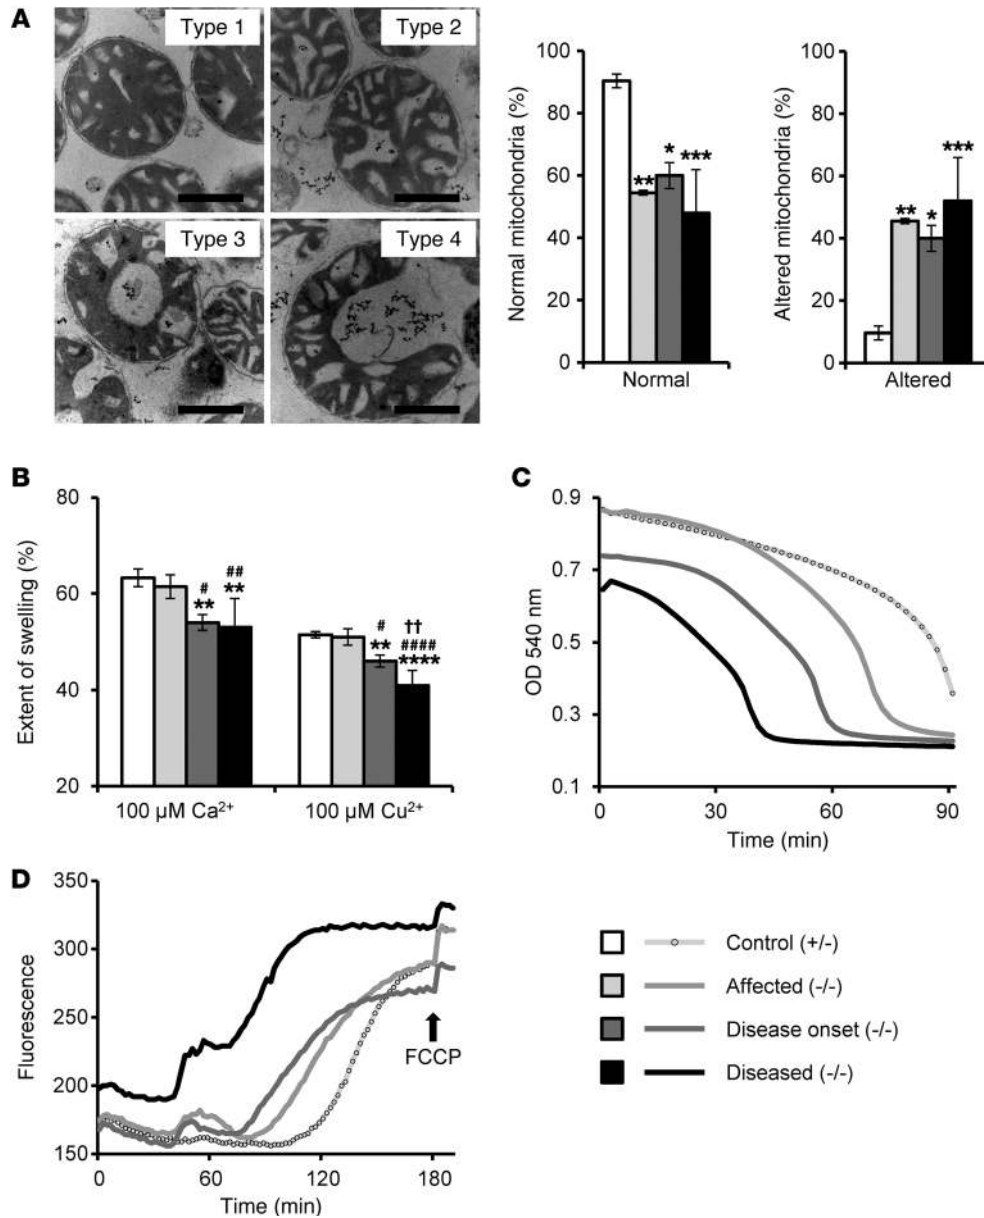 A
Type 1
Type 2
Type 3
Type 4
Normal mitochondria (%)
100
80
60
40
20
0
**
*
***
Normal
Altered mitochondria (%)
100
80
60
40
20
0
**
*
***
Altered
B
Extent of swelling (%)
80
60
40
20
#
**
##
**
#
**
††
####
****
100 µM Ca²⁺
100 µM Cu²⁺
C
OD 540 nm
0.9
0.7
0.5
0.3
0.1
0
30
60
90
Time (min)
D
Fluorescence
350
300
250
200
150
0
60
120
180
Time (min)
FCCP
Control (+/-)
Affected (-/-)
Disease onset (-/-)
Diseased (-/-)